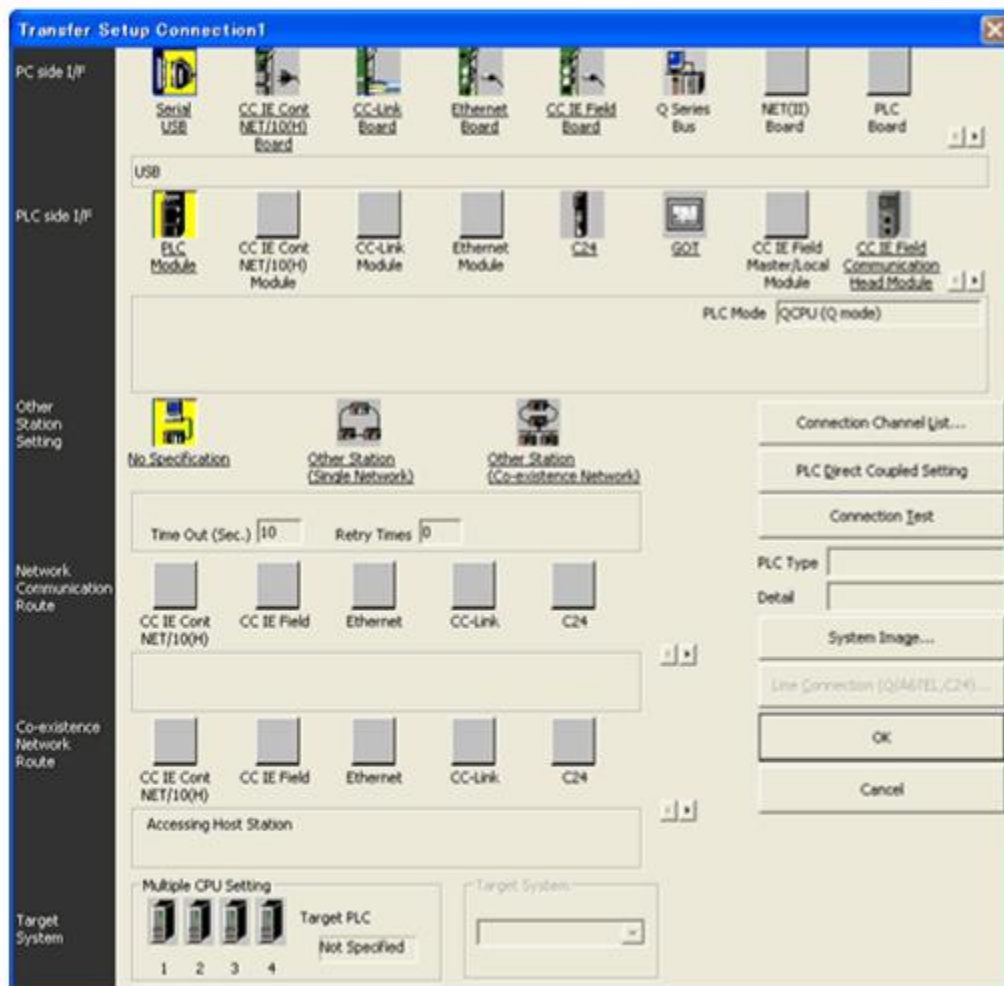 Transfer Setup Connection1
PC side I/F
Serial
USB
CC IE Cont
NET/10(H)
Board
CC-Link
Board
Ethernet
Board
CC IE Field
Board
Q Series
Bus
NET(II)
Board
PLC
Board
USB
PLC side I/F
PLC
Module
CC IE Cont
NET/10(H)
Module
CC-Link
Module
Ethernet
Module
C24
GOT
CC IE Field
Master/Local
Module
CC IE Field
Communication
Head Module
PLC Mode QCPU (Q mode)
Other
Station
Setting
No Specification
Other Station
(Single Network)
Other Station
(Co-existence Network)
Time Out (Sec.) 10 Retry Times 0
Connection Channel List...
PLC Direct Coupled Setting
Connection Test
PLC Type
Detail
System Image...
Line Connection (Q/A6TEL,C24)...
OK
Cancel
Network
Communication
Route
CC IE Cont
NET/10(H)
CC IE Field
Ethernet
CC-Link
C24
Co-existence
Network
Route
CC IE Cont
NET/10(H)
CC IE Field
Ethernet
CC-Link
C24
Accessing Host Station
Target
System
Multiple CPU Setting
1 2 3 4
Target PLC
Not Specified
Target System